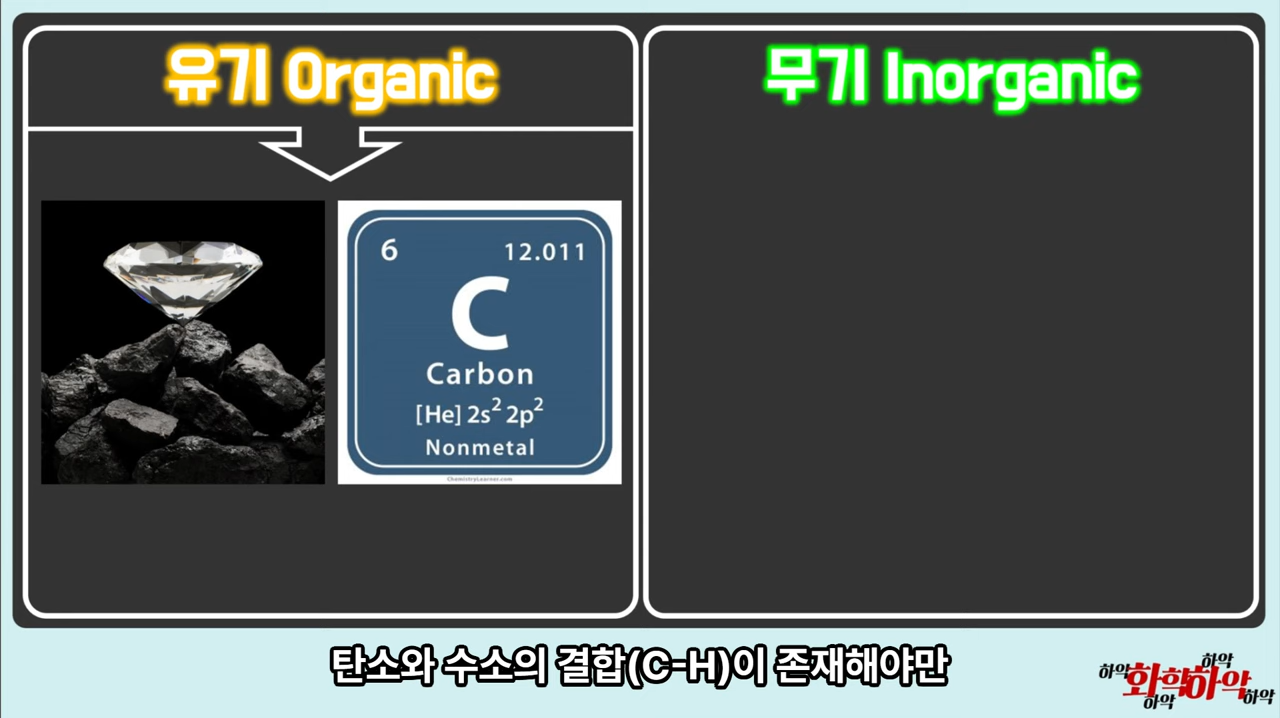 유기 Organic
무기 Inorganic
6
12.011
C
Carbon
[He] 2s² 2p²
Nonmetal
ChemistryLearner.com
탄소와 수소의 결합(C-H)이 존재해야만
하악 화학하악 하악
하악 하악